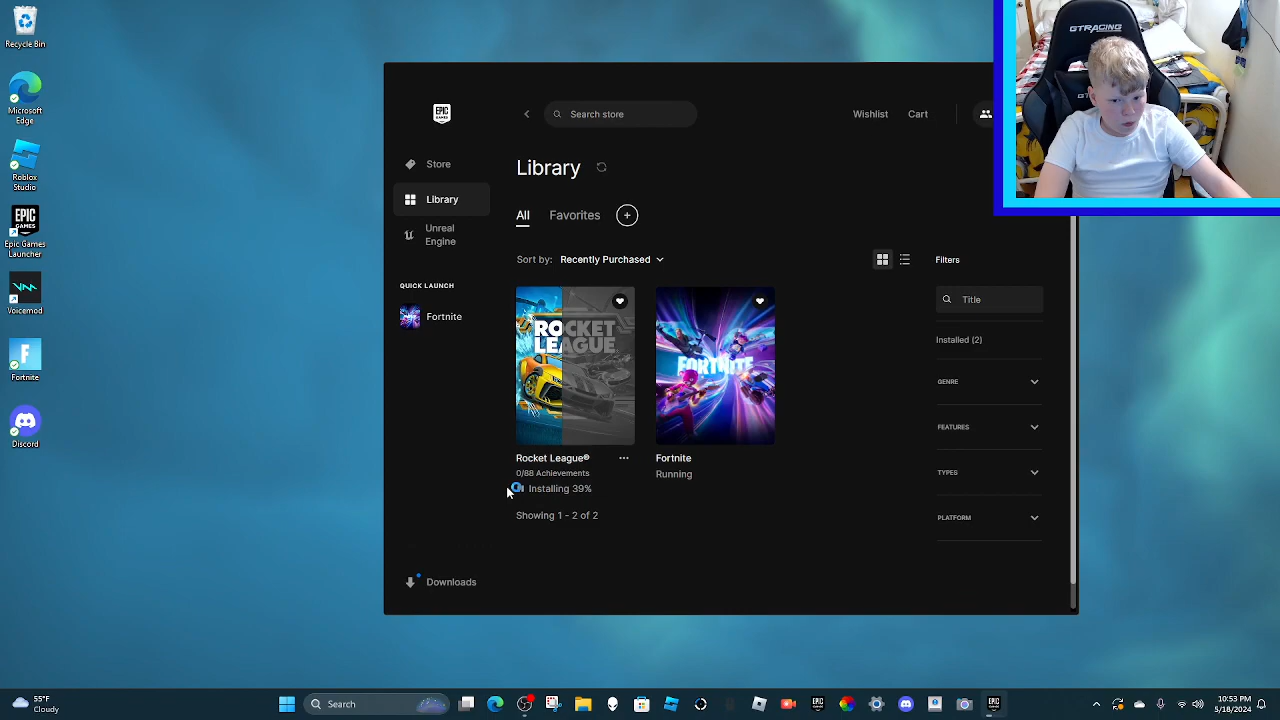 Recycle Bin
Microsoft
Edge
Roblox
Studio
EPIC
GAMES
Epic Games
Launcher
Voicemod
F
Fortnite
Discord
EPIC
GAMES
Search store
Wishlist
Cart
Store
Library
Unreal
Engine
QUICK LAUNCH
Fortnite
Downloads
Library
All
Favorites
+
Sort by: Recently Purchased
ROCKET
LEAGUE
FORTNITE
Rocket League®
...
0/88 Achievements
Installing 39%
Fortnite
Running
Showing 1 - 2 of 2
Filters
Title
Installed (2)
GENRE
FEATURES
TYPES
PLATFORM
GTRACING
55°F
Cloudy
Search
10:53 PM
5/18/2024